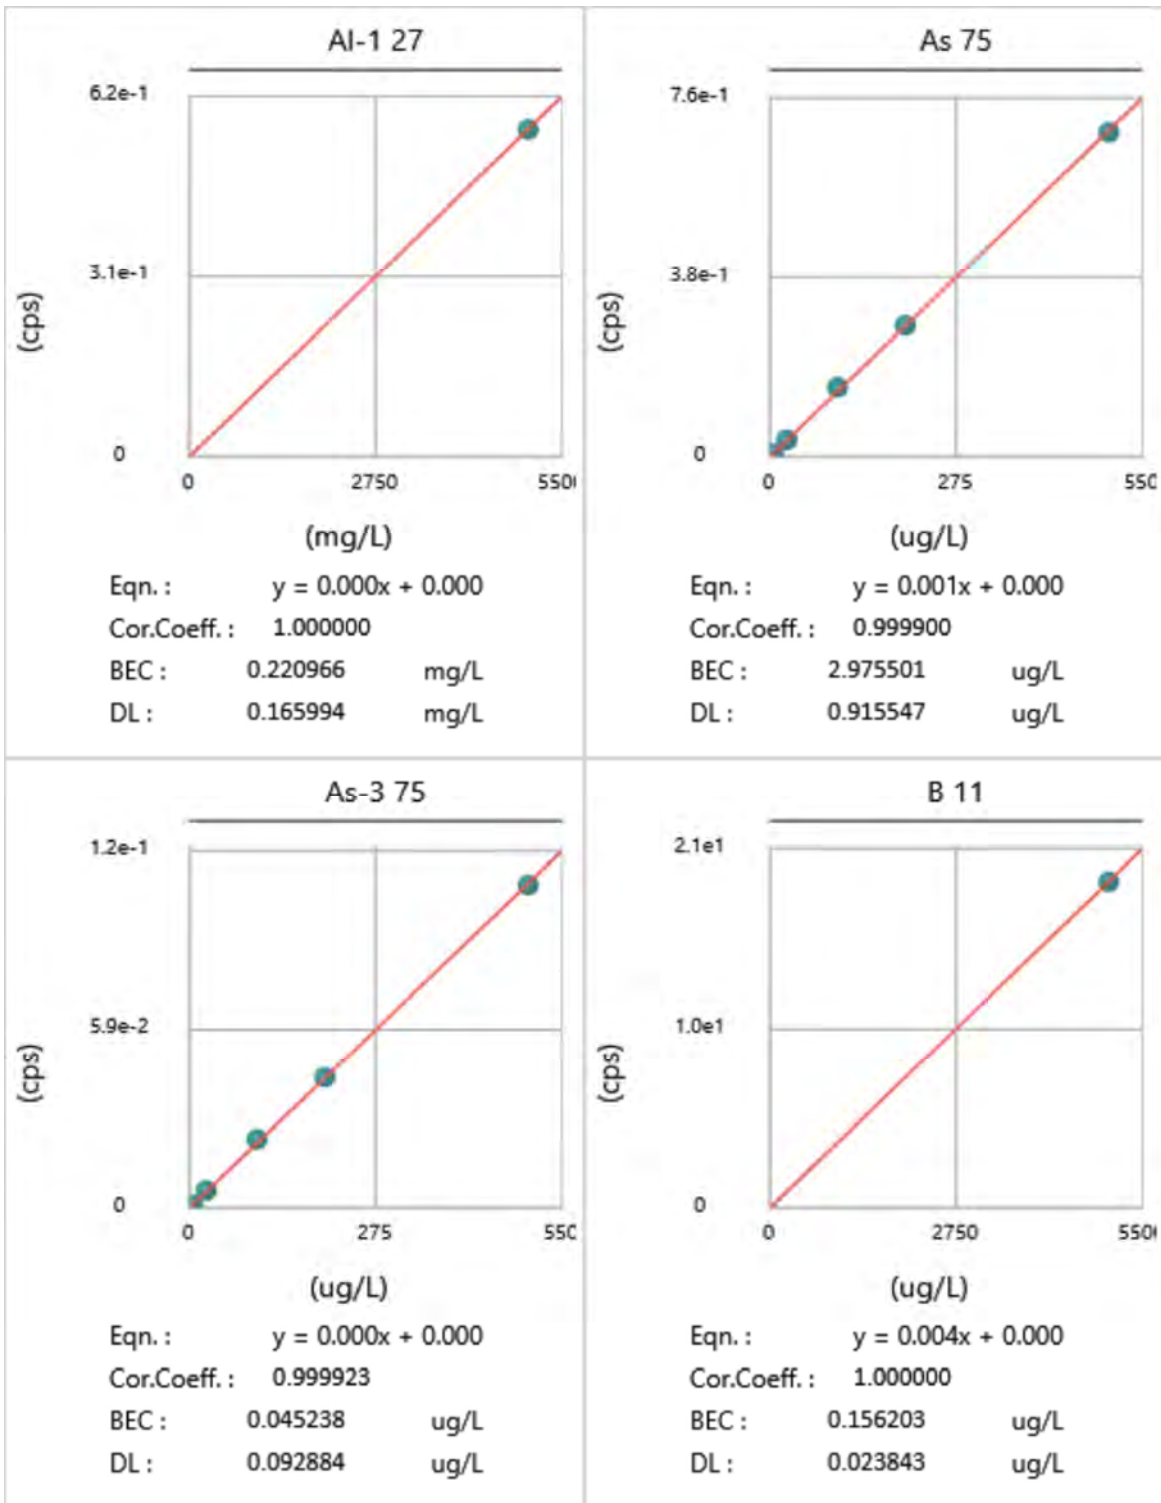 Al-1 27
6.2e-1
3.1e-1
0
(cps)
0 2750 550
(mg/L)
Eqn. : y = 0.000x + 0.000
Cor.Coeff. : 1.000000
BEC : 0.220966 mg/L
DL : 0.165994 mg/L
As 75
7.6e-1
3.8e-1
0
(cps)
0 275 550
(ug/L)
Eqn. : y = 0.001x + 0.000
Cor.Coeff. : 0.999900
BEC : 2.975501 ug/L
DL : 0.915547 ug/L
As-3 75
1.2e-1
5.9e-2
0
(cps)
0 275 550
(ug/L)
Eqn. : y = 0.000x + 0.000
Cor.Coeff. : 0.999923
BEC : 0.045238 ug/L
DL : 0.092884 ug/L
B 11
2.1e1
1.0e1
0
(cps)
0 2750 550
(ug/L)
Eqn. : y = 0.004x + 0.000
Cor.Coeff. : 1.000000
BEC : 0.156203 ug/L
DL : 0.023843 ug/L